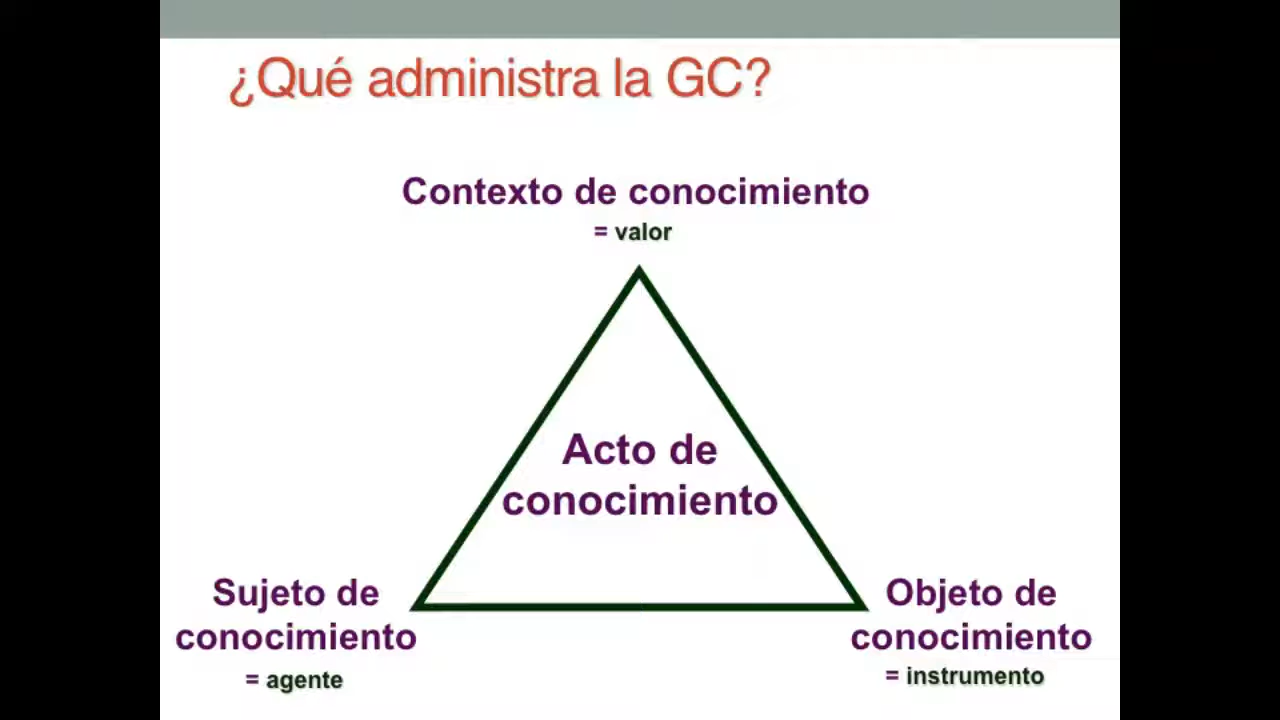 ¿Qué administra la GC?
Contexto de conocimiento
= valor
Acto de
conocimiento
Sujeto de
conocimiento
= agente
Objeto de
conocimiento
= instrumento